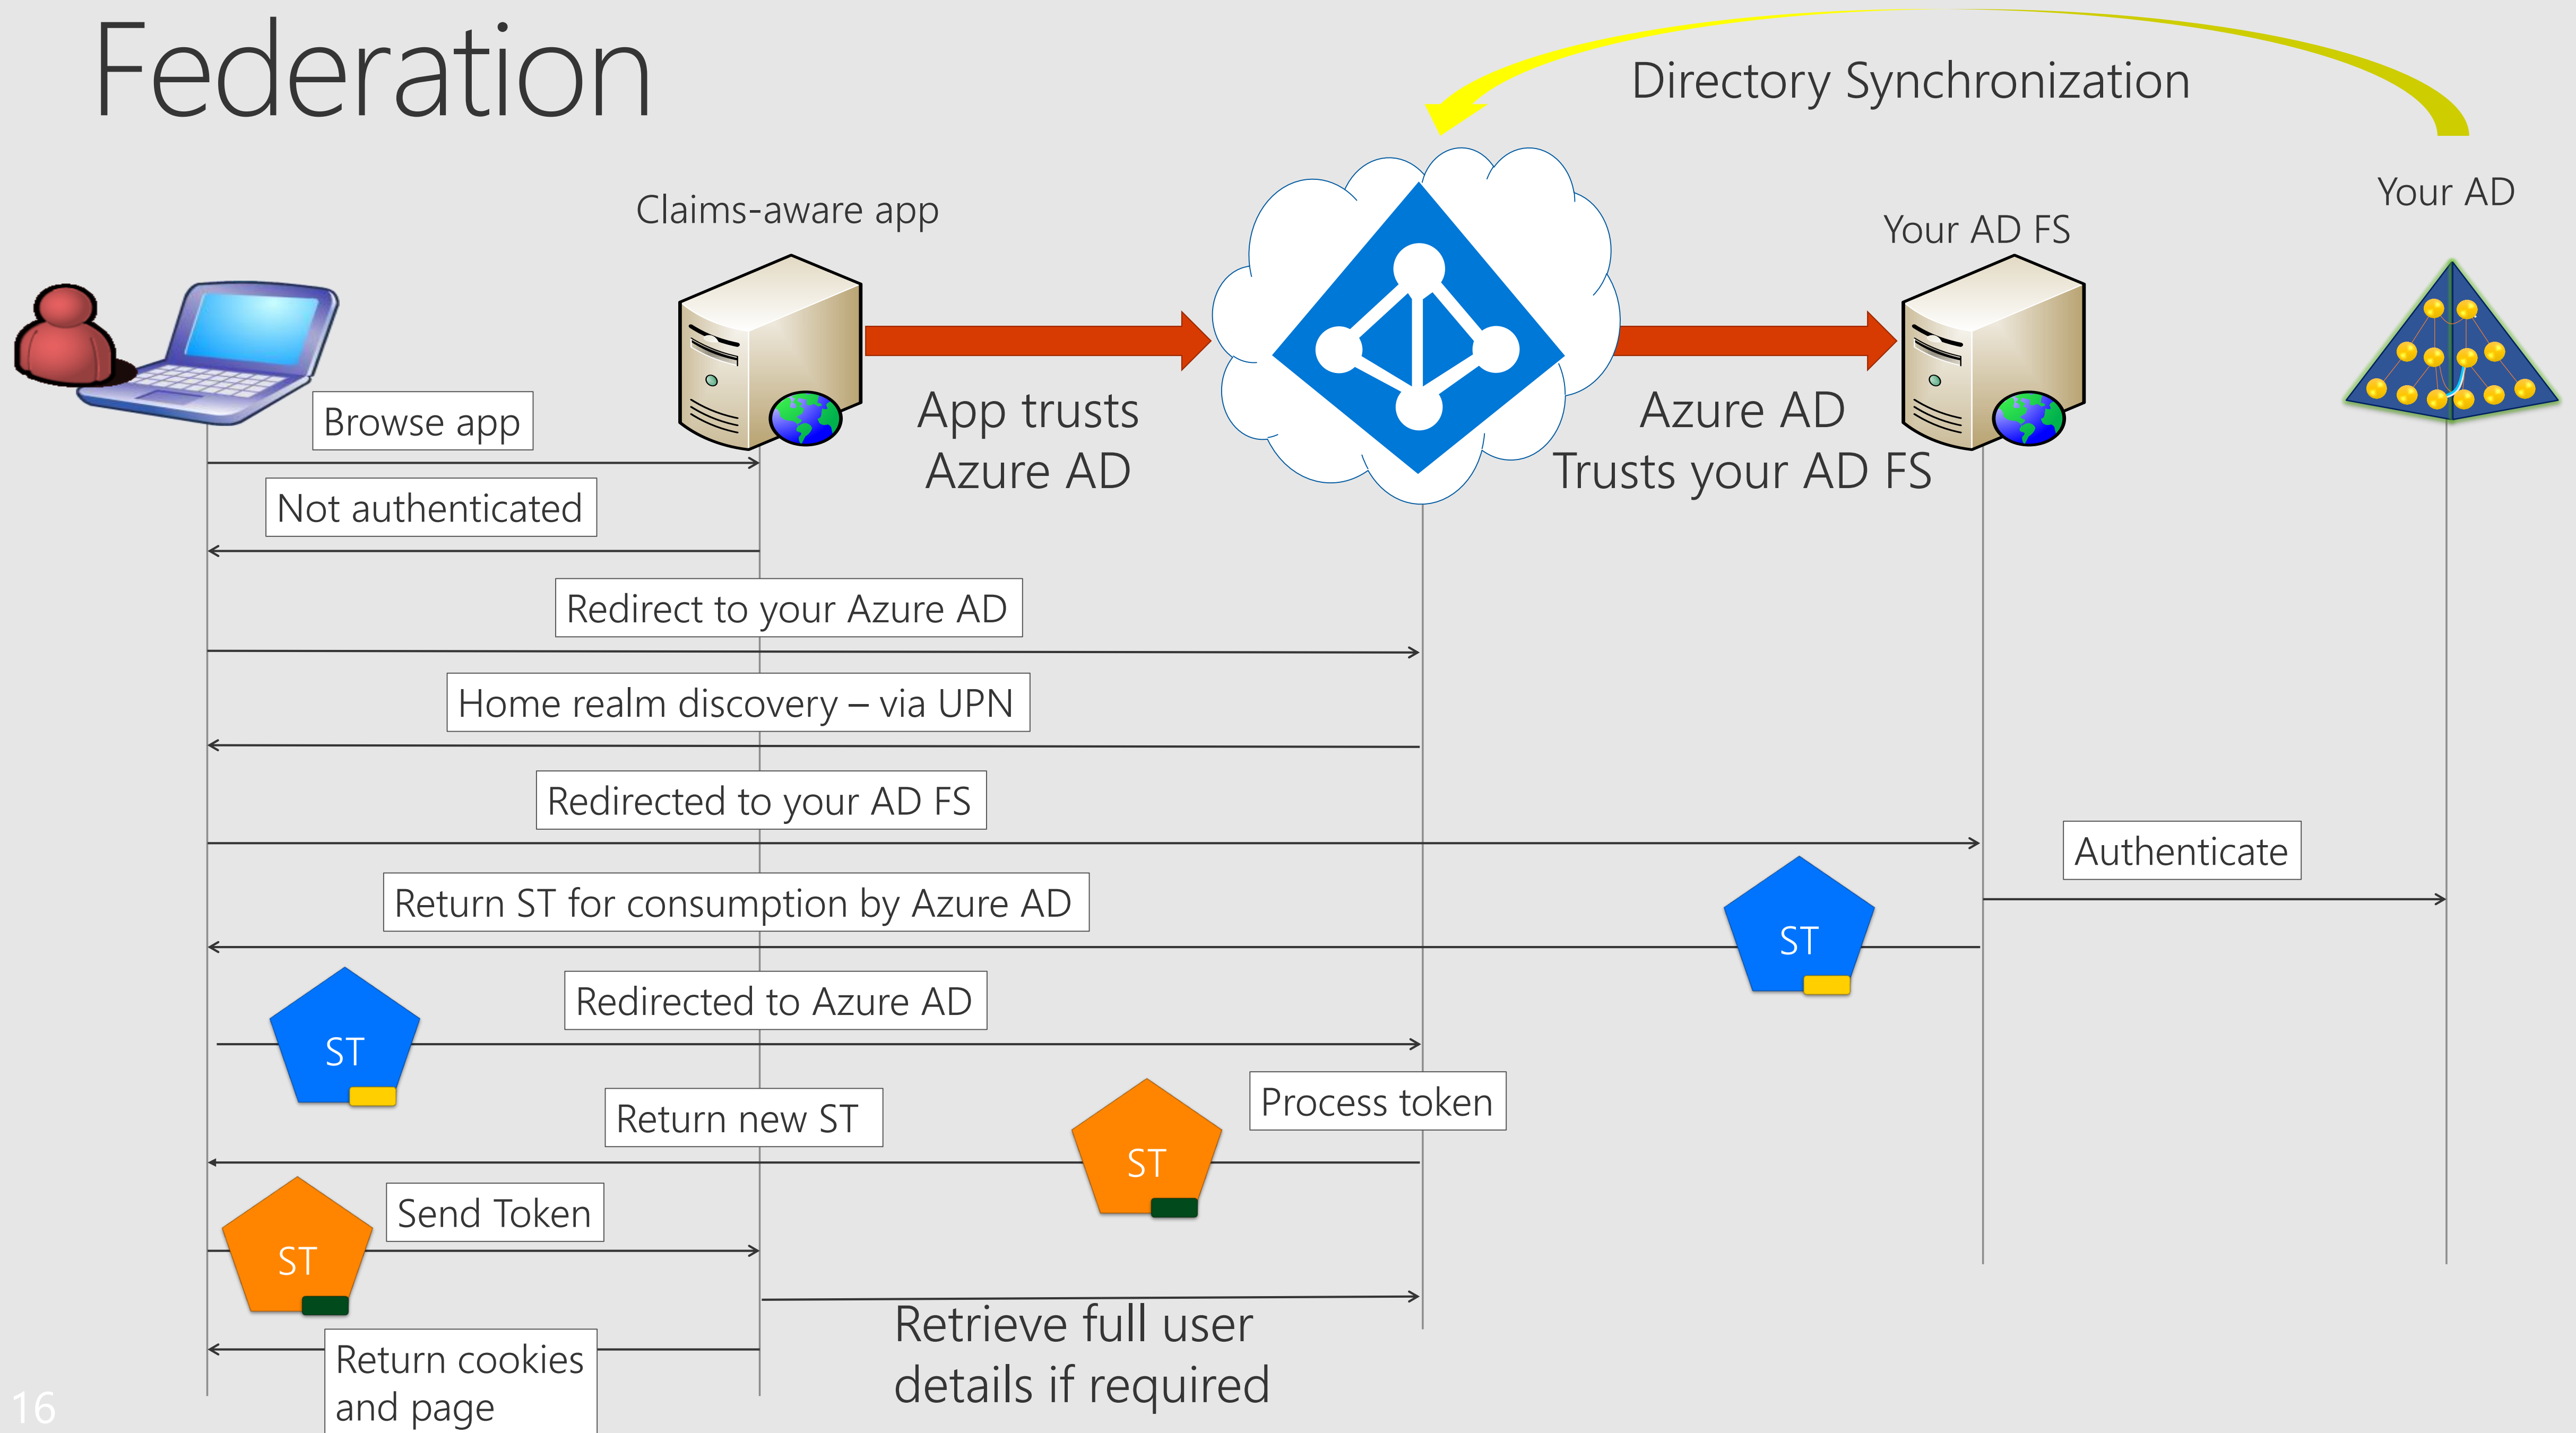 Federation
Directory Synchronization
Your AD
Claims-aware app
Your AD FS
Browse app
App trusts
Azure AD
Azure AD
Trusts your AD FS
Not authenticated
Redirect to your Azure AD
Home realm discovery – via UPN
Redirected to your AD FS
Authenticate
Return ST for consumption by Azure AD
ST
Redirected to Azure AD
ST
Process token
Return new ST
ST
Send Token
ST
Retrieve full user
details if required
Return cookies
and page
16